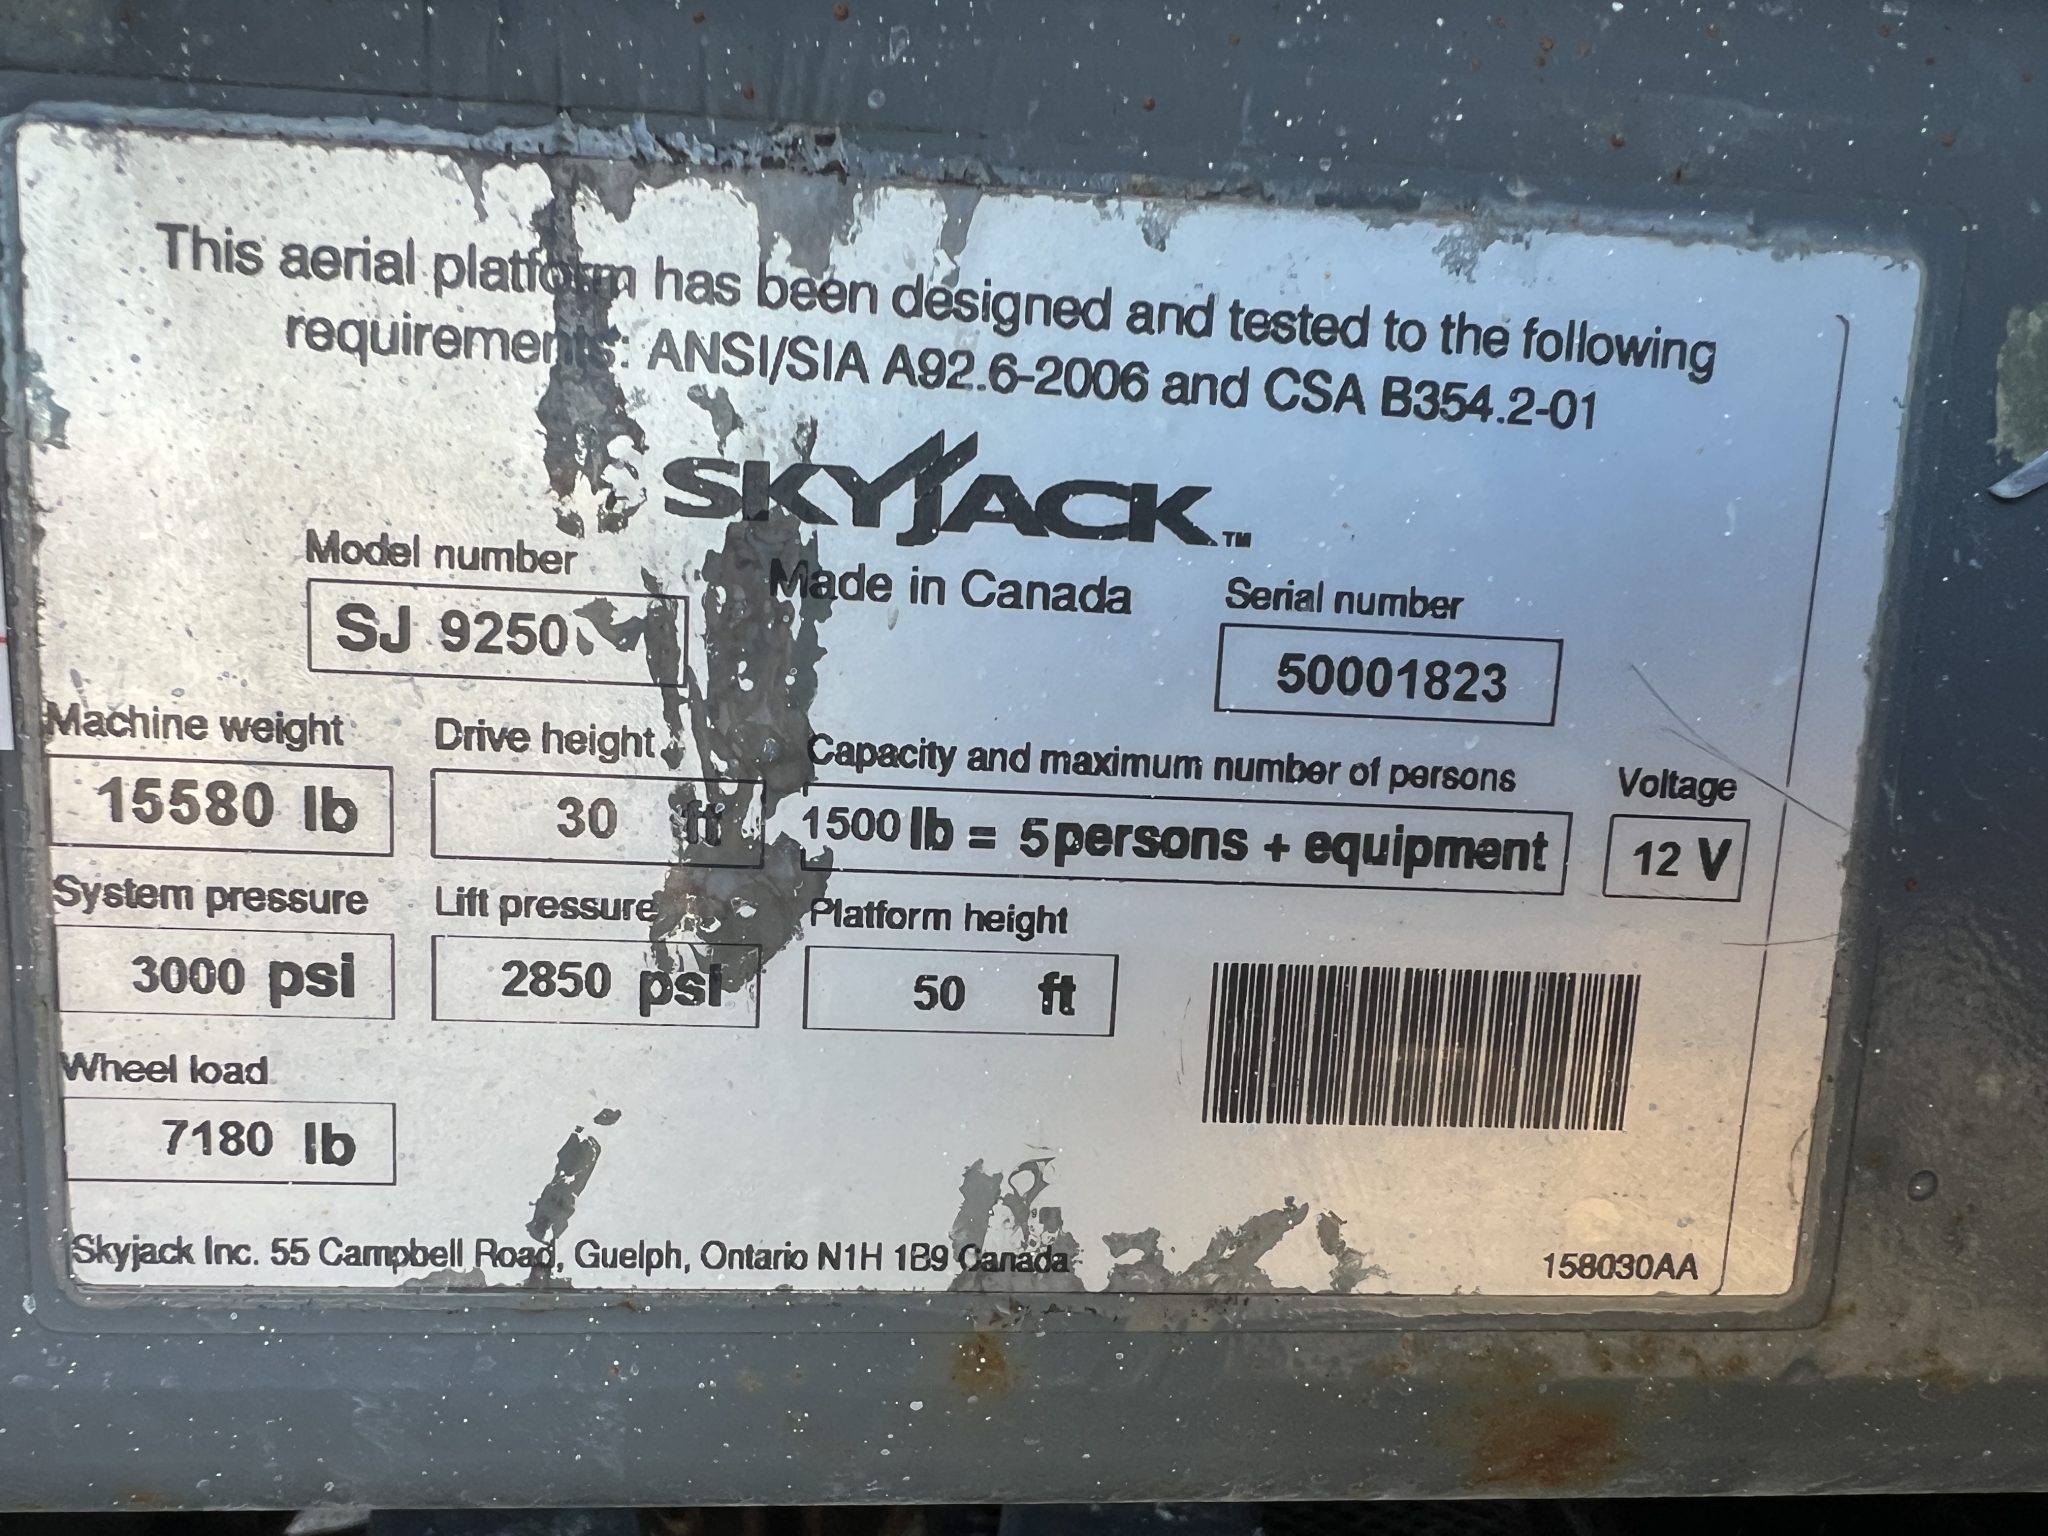 This aerial platform has been designed and tested to the following
requirements: ANSI/SIA A92.6-2006 and CSA B354.2-01
SKYJACK™
Made in Canada
Model number
SJ 9250
Serial number
50001823
Machine weight
15580 lb
Drive height
30 ft
Capacity and maximum number of persons
1500 lb = 5 persons + equipment
Voltage
12 V
System pressure
3000 psi
Lift pressure
2850 psi
Platform height
50 ft
Wheel load
7180 lb
Skyjack Inc. 55 Campbell Road, Guelph, Ontario N1H 1B9 Canada
158030AA